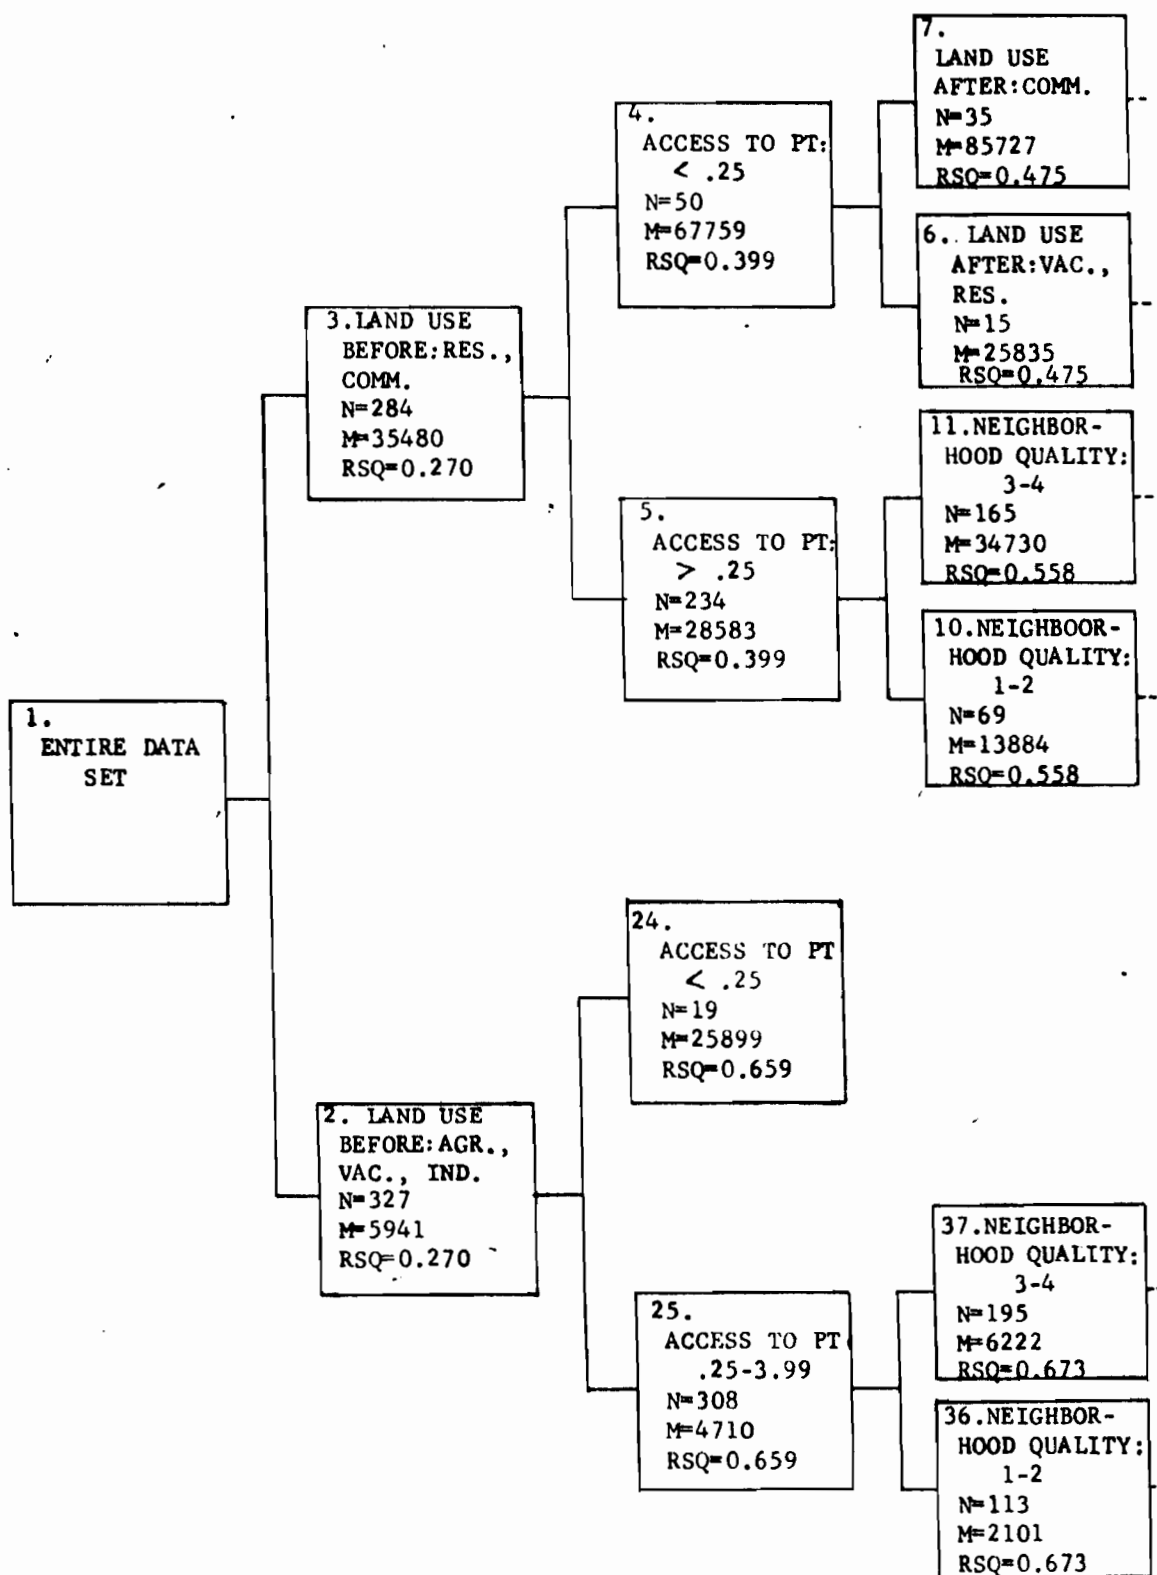 7.
LAND USE
AFTER:COMM.
N=35
M=85727
RSQ=0.475
4.
ACCESS TO PT:
< .25
N=50
M=67759
RSQ=0.399
6. LAND USE
AFTER:VAC.,
RES.
N=15
M=25835
RSQ=0.475
3.LAND USE
BEFORE:RES.,
COMM.
N=284
M=35480
RSQ=0.270
11.NEIGHBOR-
HOOD QUALITY:
3-4
N=165
M=34730
RSQ=0.558
5.
ACCESS TO PT:
> .25
N=234
M=28583
RSQ=0.399
10.NEIGHBOOR-
HOOD QUALITY:
1-2
N=69
M=13884
RSQ=0.558
1.
ENTIRE DATA
SET
24.
ACCESS TO PT
< .25
N=19
M=25899
RSQ=0.659
2. LAND USE
BEFORE:AGR.,
VAC., IND.
N=327
M=5941
RSQ=0.270
37.NEIGHBOR-
HOOD QUALITY:
3-4
N=195
M=6222
RSQ=0.673
25.
ACCESS TO PT
.25-3.99
N=308
M=4710
RSQ=0.659
36.NEIGHBOR-
HOOD QUALITY:
1-2
N=113
M=2101
RSQ=0.673